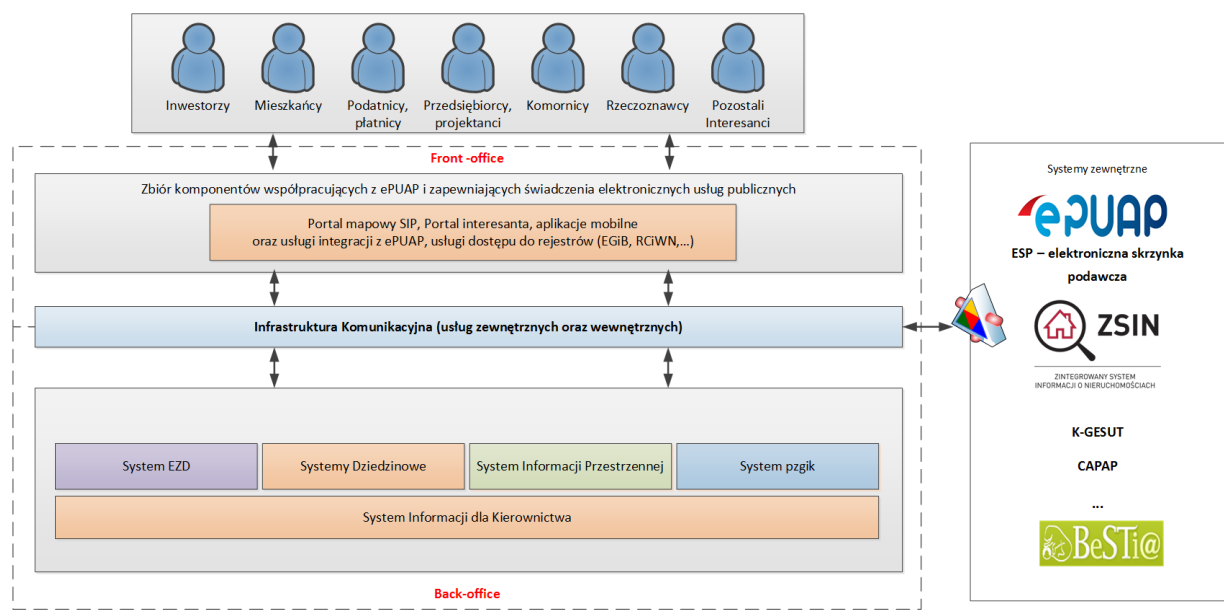 Inwestorzy
Mieszkańcy
Podatnicy,
płatnicy
Przedsiębiorcy,
projektanci
Komornicy
Rzeczoznawcy
Pozostali
Interesanci
Front -office
Zbiór komponentów współpracujących z ePUAP i zapewniających świadczenia elektronicznych usług publicznych
Portal mapowy SIP, Portal interesanta, aplikacje mobilne
oraz usługi integracji z ePUAP, usługi dostępu do rejestrów (EGiB, RCiWN,...)
Infrastruktura Komunikacyjna (usług zewnętrznych oraz wewnętrznych)
System EZD
Systemy Dziedzinowe
System Informacji Przestrzennej
System pzgik
System Informacji dla Kierownictwa
Back-office
Systemy zewnętrzne
ePUAP
ESP – elektroniczna skrzynka
podawcza
ZSIN
ZINTEGROWANY SYSTEM
INFORMACJI O NIERUCHOMOŚCIACH
K-GESUT
CAPAP
...
BeSTi@